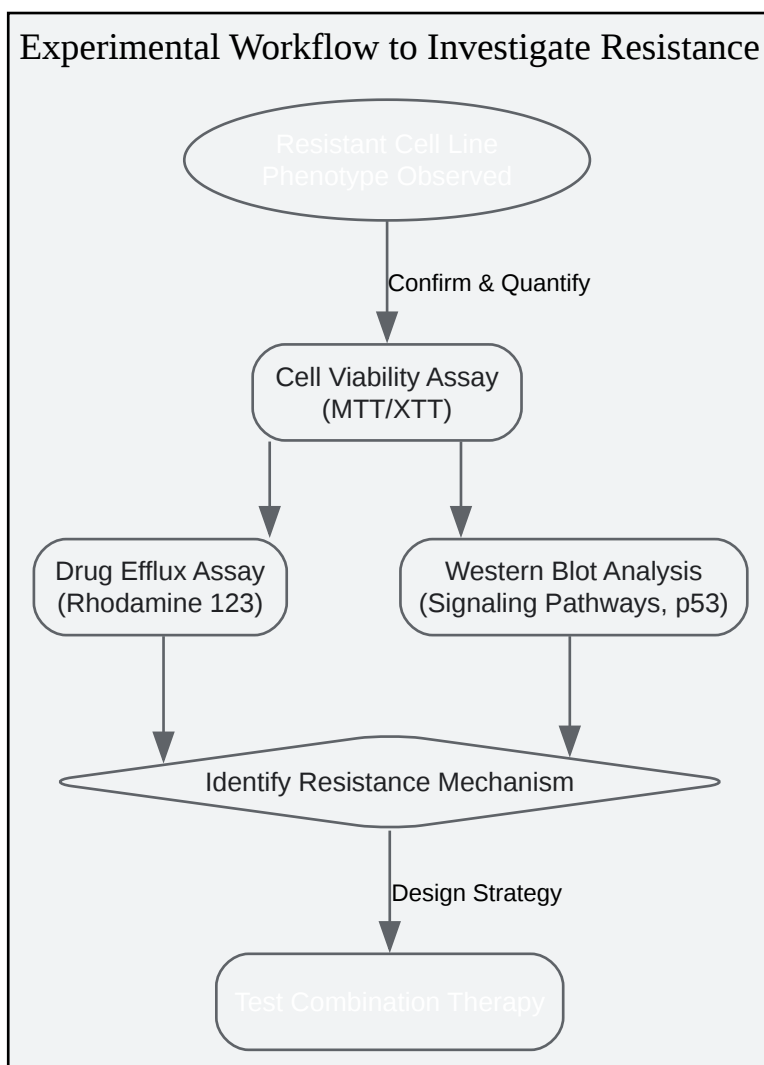 Experimental Workflow to Investigate Resistance
Resistant Cell Line
Phenotype Observed
Confirm & Quantify
Cell Viability Assay
(MTT/XTT)
Drug Efflux Assay
(Rhodamine 123)
Western Blot Analysis
(Signaling Pathways, p53)
Identify Resistance Mechanism
Design Strategy
Test Combination Therapy